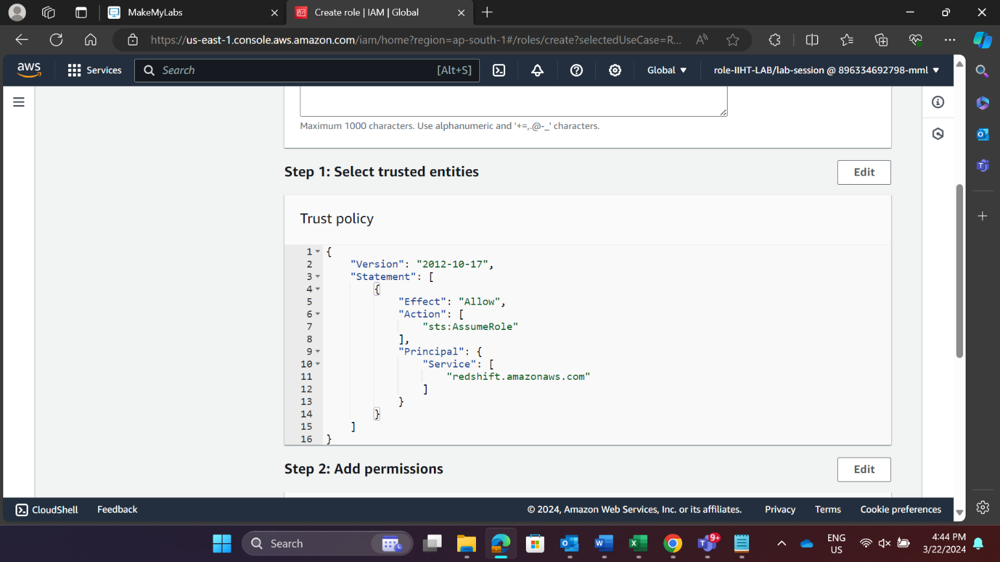 MakeMyLabs
Create role | IAM | Global
https://us-east-1.console.aws.amazon.com/iam/home?region=ap-south-1#/roles/create?selectedUseCase=R...
aws
Services
Search
[Alt+S]
Global
role-IIHT-LAB/lab-session @ 896334692798-mml
Maximum 1000 characters. Use alphanumeric and '+=,.@-_' characters.
Step 1: Select trusted entities
Edit
Trust policy
1 {
2 "Version": "2012-10-17",
3 "Statement": [
4 {
5 "Effect": "Allow",
6 "Action": [
7 "sts:AssumeRole"
8 ],
9 "Principal": {
10 "Service": [
11 "redshift.amazonaws.com"
12 ]
13 }
14 }
15 ]
16 }
Step 2: Add permissions
Edit
CloudShell
Feedback
© 2024, Amazon Web Services, Inc. or its affiliates.
Privacy
Terms
Cookie preferences
Search
9+
ENG
US
4:44 PM
3/22/2024